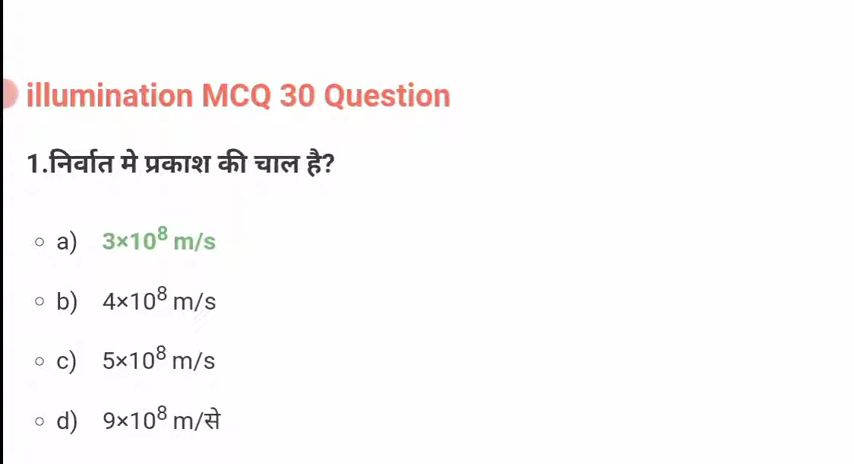 illumination MCQ 30 Question
1.निर्वात मे प्रकाश की चाल है?
a) 3×10⁸ m/s
b) 4×10⁸ m/s
c) 5×10⁸ m/s
d) 9×10⁸ m/से